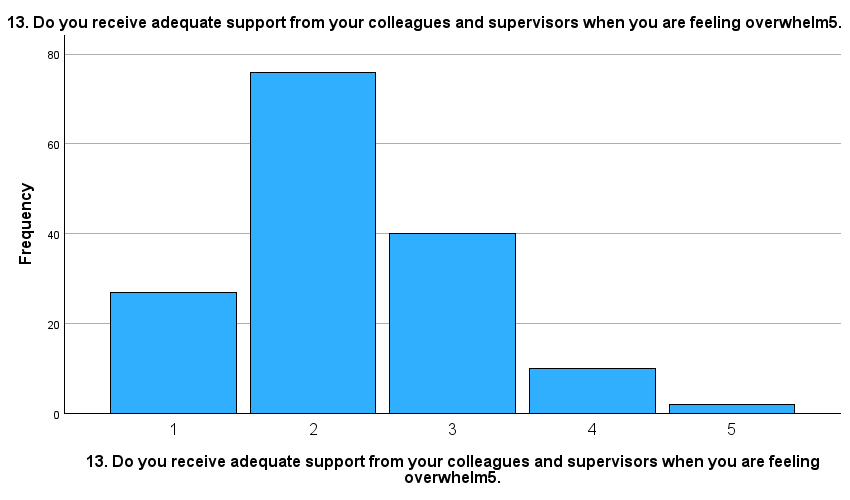 13. Do you receive adequate support from your colleagues and supervisors when you are feeling overwhelm5.
80
60
40
20
0
Frequency
1 2 3 4 5
13. Do you receive adequate support from your colleagues and supervisors when you are feeling
overwhelm5.